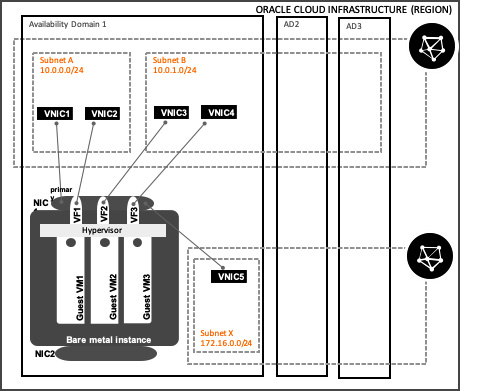 ORACLE CLOUD INFRASTRUCTURE (REGION)
Availability Domain 1
AD2
AD3
Subnet A
10.0.0.0/24
Subnet B
10.0.1.0/24
VNIC1
VNIC2
VNIC3
VNIC4
primar
y
NIC
VF1
VF2
VF3
Hypervisor
Guest VM1
Guest VM2
Guest VM3
VNIC5
Subnet X
172.16.0.0/24
Bare metal instance
NIC2